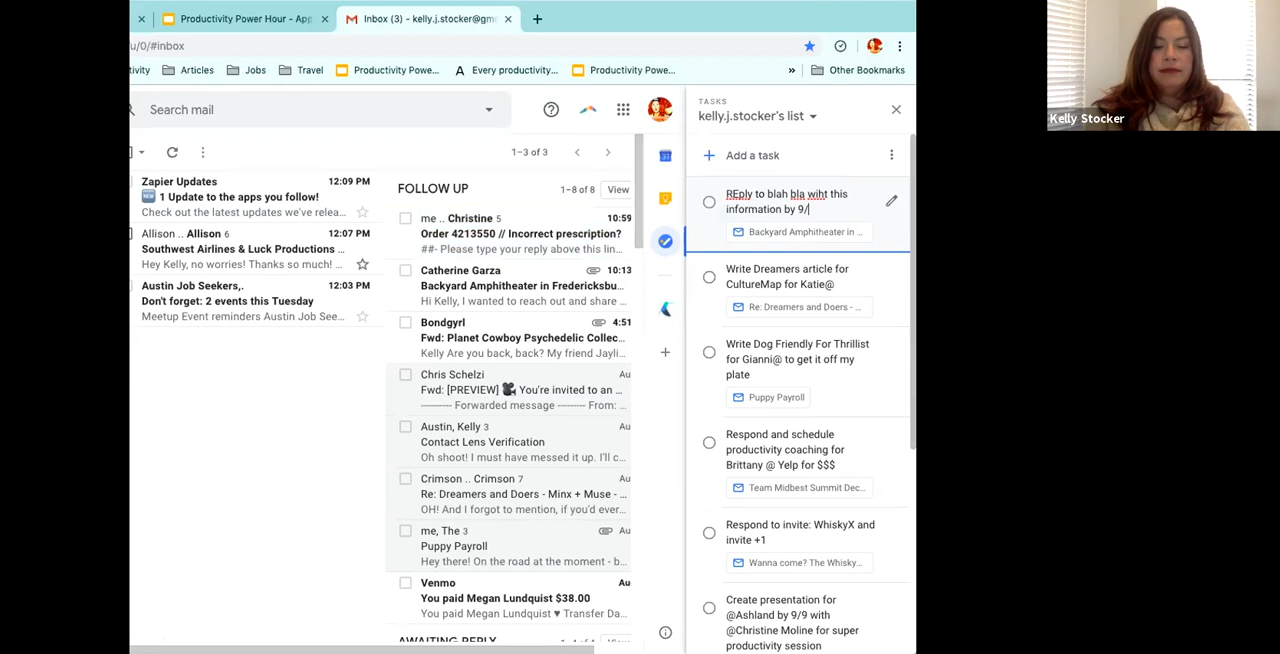 Productivity Power Hour - App
Inbox (3) - kelly.j.stocker@gm
u/0/#inbox
tivity
Articles
Jobs
Travel
Productivity Powe...
A Every productivity...
Productivity Powe...
»
Other Bookmarks
Search mail
1–3 of 3
Zapier Updates 12:09 PM
NEW 1 Update to the apps you follow!
Check out the latest updates we've relea...
Allison .. Allison 6 12:07 PM
Southwest Airlines & Luck Productions ..
Hey Kelly, no worries! Thanks so much! ...
Austin Job Seekers,. 12:03 PM
Don't forget: 2 events this Tuesday
Meetup Event reminders Austin Job See...
FOLLOW UP 1–8 of 8 View
me .. Christine 5 10:59
Order 4213550 // Incorrect prescription?
##- Please type your reply above this lin...
Catherine Garza 10:13
Backyard Amphitheater in Fredericksbu...
Hi Kelly, I wanted to reach out and share ...
Bondgyrl 4:51
Fwd: Planet Cowboy Psychedelic Collec...
Kelly Are you back, back? My friend Jayli...
Chris Schelzi Au
Fwd: [PREVIEW] 🎥 You're invited to an ...
---------- Forwarded message --------- From: ...
Austin, Kelly 3 Au
Contact Lens Verification
Oh shoot! I must have messed it up. I'll c...
Crimson .. Crimson 7 Au
Re: Dreamers and Doers - Minx + Muse - ...
OH! And I forgot to mention, if you'd ever...
me, The 3 Au
Puppy Payroll
Hey there! On the road at the moment - b...
Venmo Au
You paid Megan Lundquist $38.00
You paid Megan Lundquist ♥ Transfer Da...
AWAITING REPLY
TASKS
kelly.j.stocker's list
Add a task
REply to blah bla wiht this
information by 9/
Backyard Amphitheater in ...
Write Dreamers article for
CultureMap for Katie@
Re: Dreamers and Doers - ...
Write Dog Friendly For Thrillist
for Gianni@ to get it off my
plate
Puppy Payroll
Respond and schedule
productivity coaching for
Brittany @ Yelp for $$$
Team Midbest Summit Dec...
Respond to invite: WhiskyX and
invite +1
Wanna come? The Whisky...
Create presentation for
@Ashland by 9/9 with
@Christine Moline for super
productivity session
Kelly Stocker